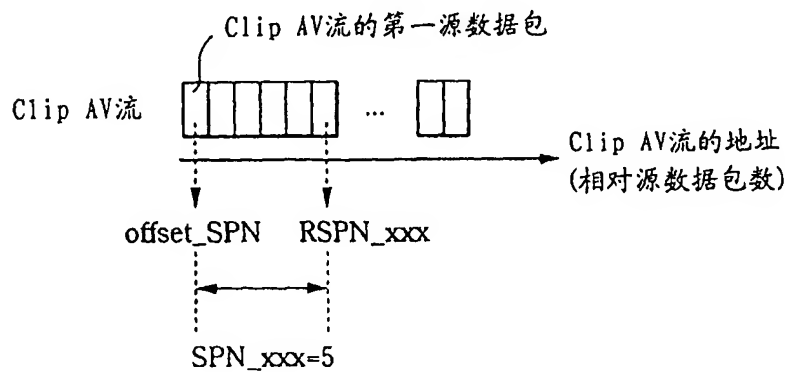 Clip AV流的第一源数据包
Clip AV流
...
Clip AV流的地址
(相对源数据包数)
offset_SPN RSPN_xxx
SPN_xxx=5